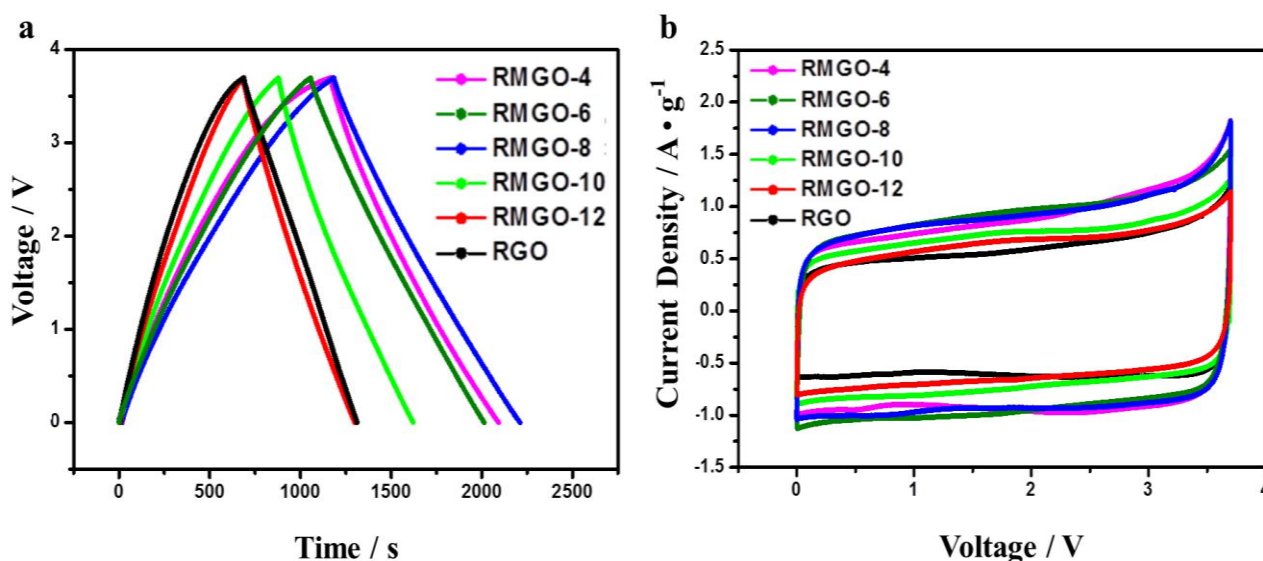 a
4
3
2
1
0
Voltage / V
0 500 1000 1500 2000 2500
Time / s
RMGO-4
RMGO-6
RMGO-8
RMGO-10
RMGO-12
RGO
b
2.5
2.0
1.5
1.0
0.5
0.0
-0.5
-1.0
-1.5
Current Density / A•g⁻¹
0 1 2 3 4
Voltage / V
RMGO-4
RMGO-6
RMGO-8
RMGO-10
RMGO-12
RGO